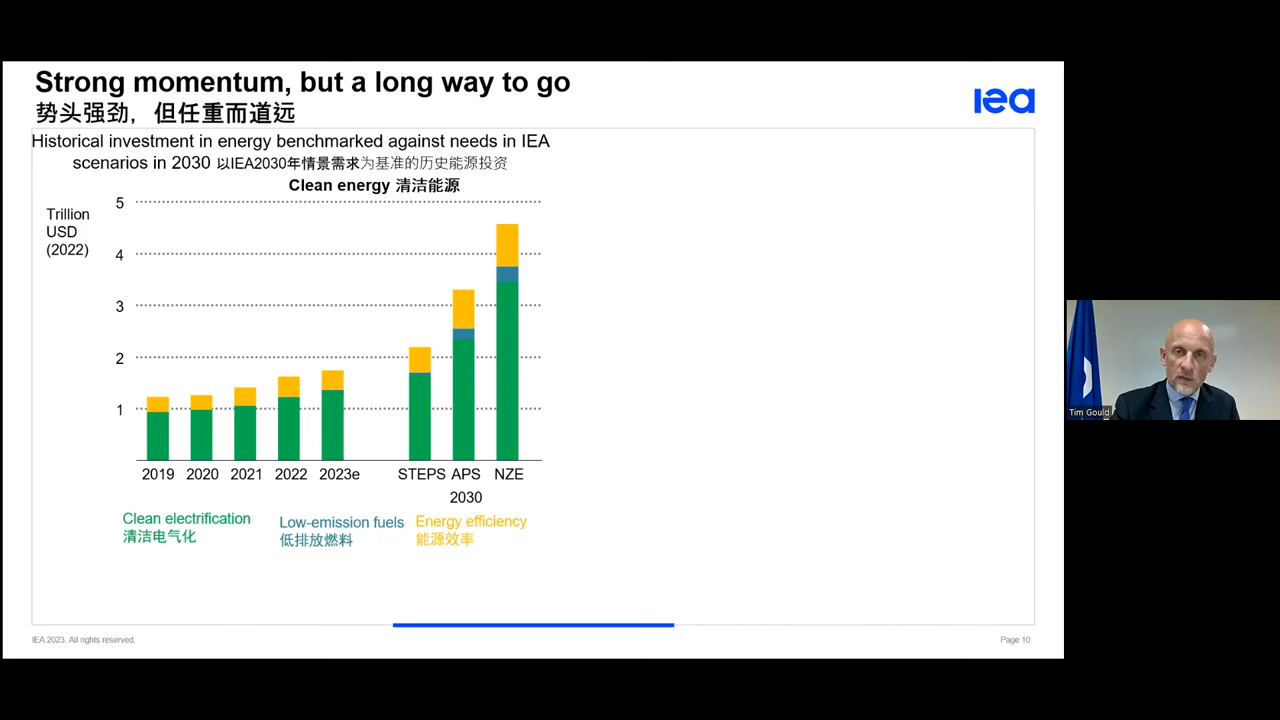 Strong momentum, but a long way to go
势头强劲，但任重而道远
iea
Historical investment in energy benchmarked against needs in IEA
scenarios in 2030 以IEA2030年情景需求为基准的历史能源投资
Clean energy 清洁能源
Trillion
USD
(2022)
5
4
3
2
1
2019 2020 2021 2022 2023e STEPS APS NZE
2030
Clean electrification
清洁电气化
Low-emission fuels
低排放燃料
Energy efficiency
能源效率
IEA 2023. All rights reserved.
Page 10
Tim Gould